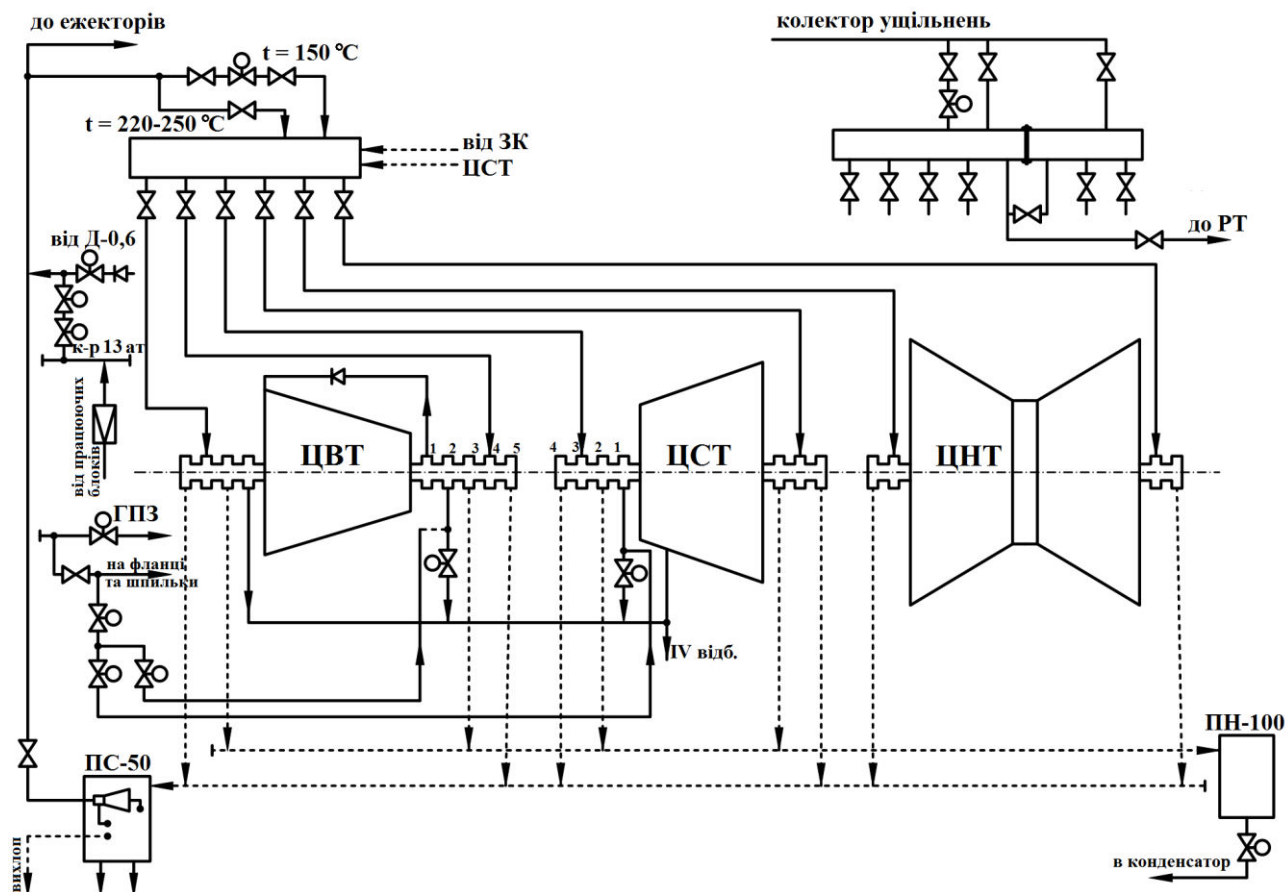 до ежекторів
колектор ущільнень
t = 150 °C
t = 220-250 °C
від ЗК
ЦСТ
до РТ
від Д-0,6
к-р 13 ат
від працюючих
блоків
ЦВТ
1 2 3 4 5
4 3 2 1
ЦСТ
ЦНТ
ГПЗ
на фланці
та шпильки
IV відб.
ПН-100
ПС-50
вихлоп
в конденсатор